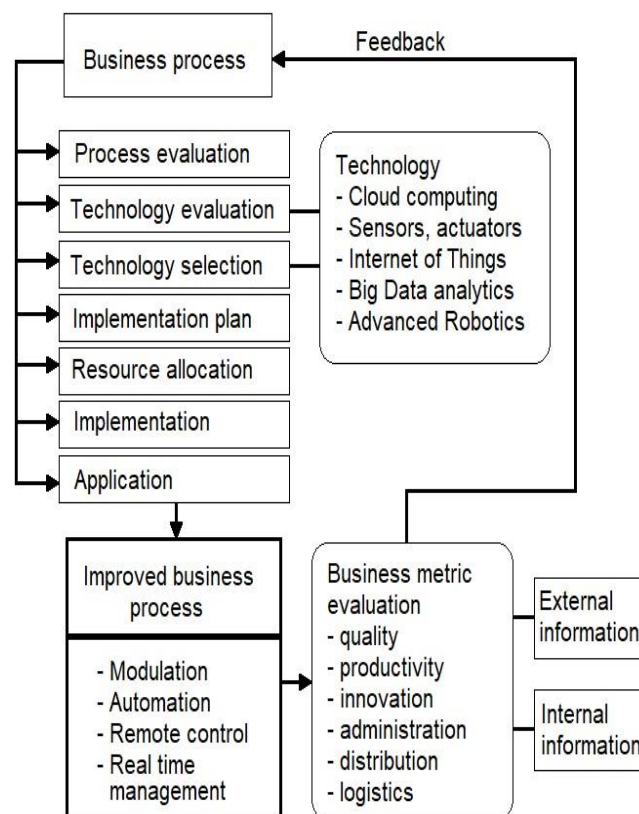 Feedback
Business process
Process evaluation
Technology evaluation
Technology selection
Implementation plan
Resource allocation
Implementation
Application
Technology
- Cloud computing
- Sensors, actuators
- Internet of Things
- Big Data analytics
- Advanced Robotics
Improved business
process
- Modulation
- Automation
- Remote control
- Real time
management
Business metric
evaluation
- quality
- productivity
- innovation
- administration
- distribution
- logistics
External
information
Internal
information